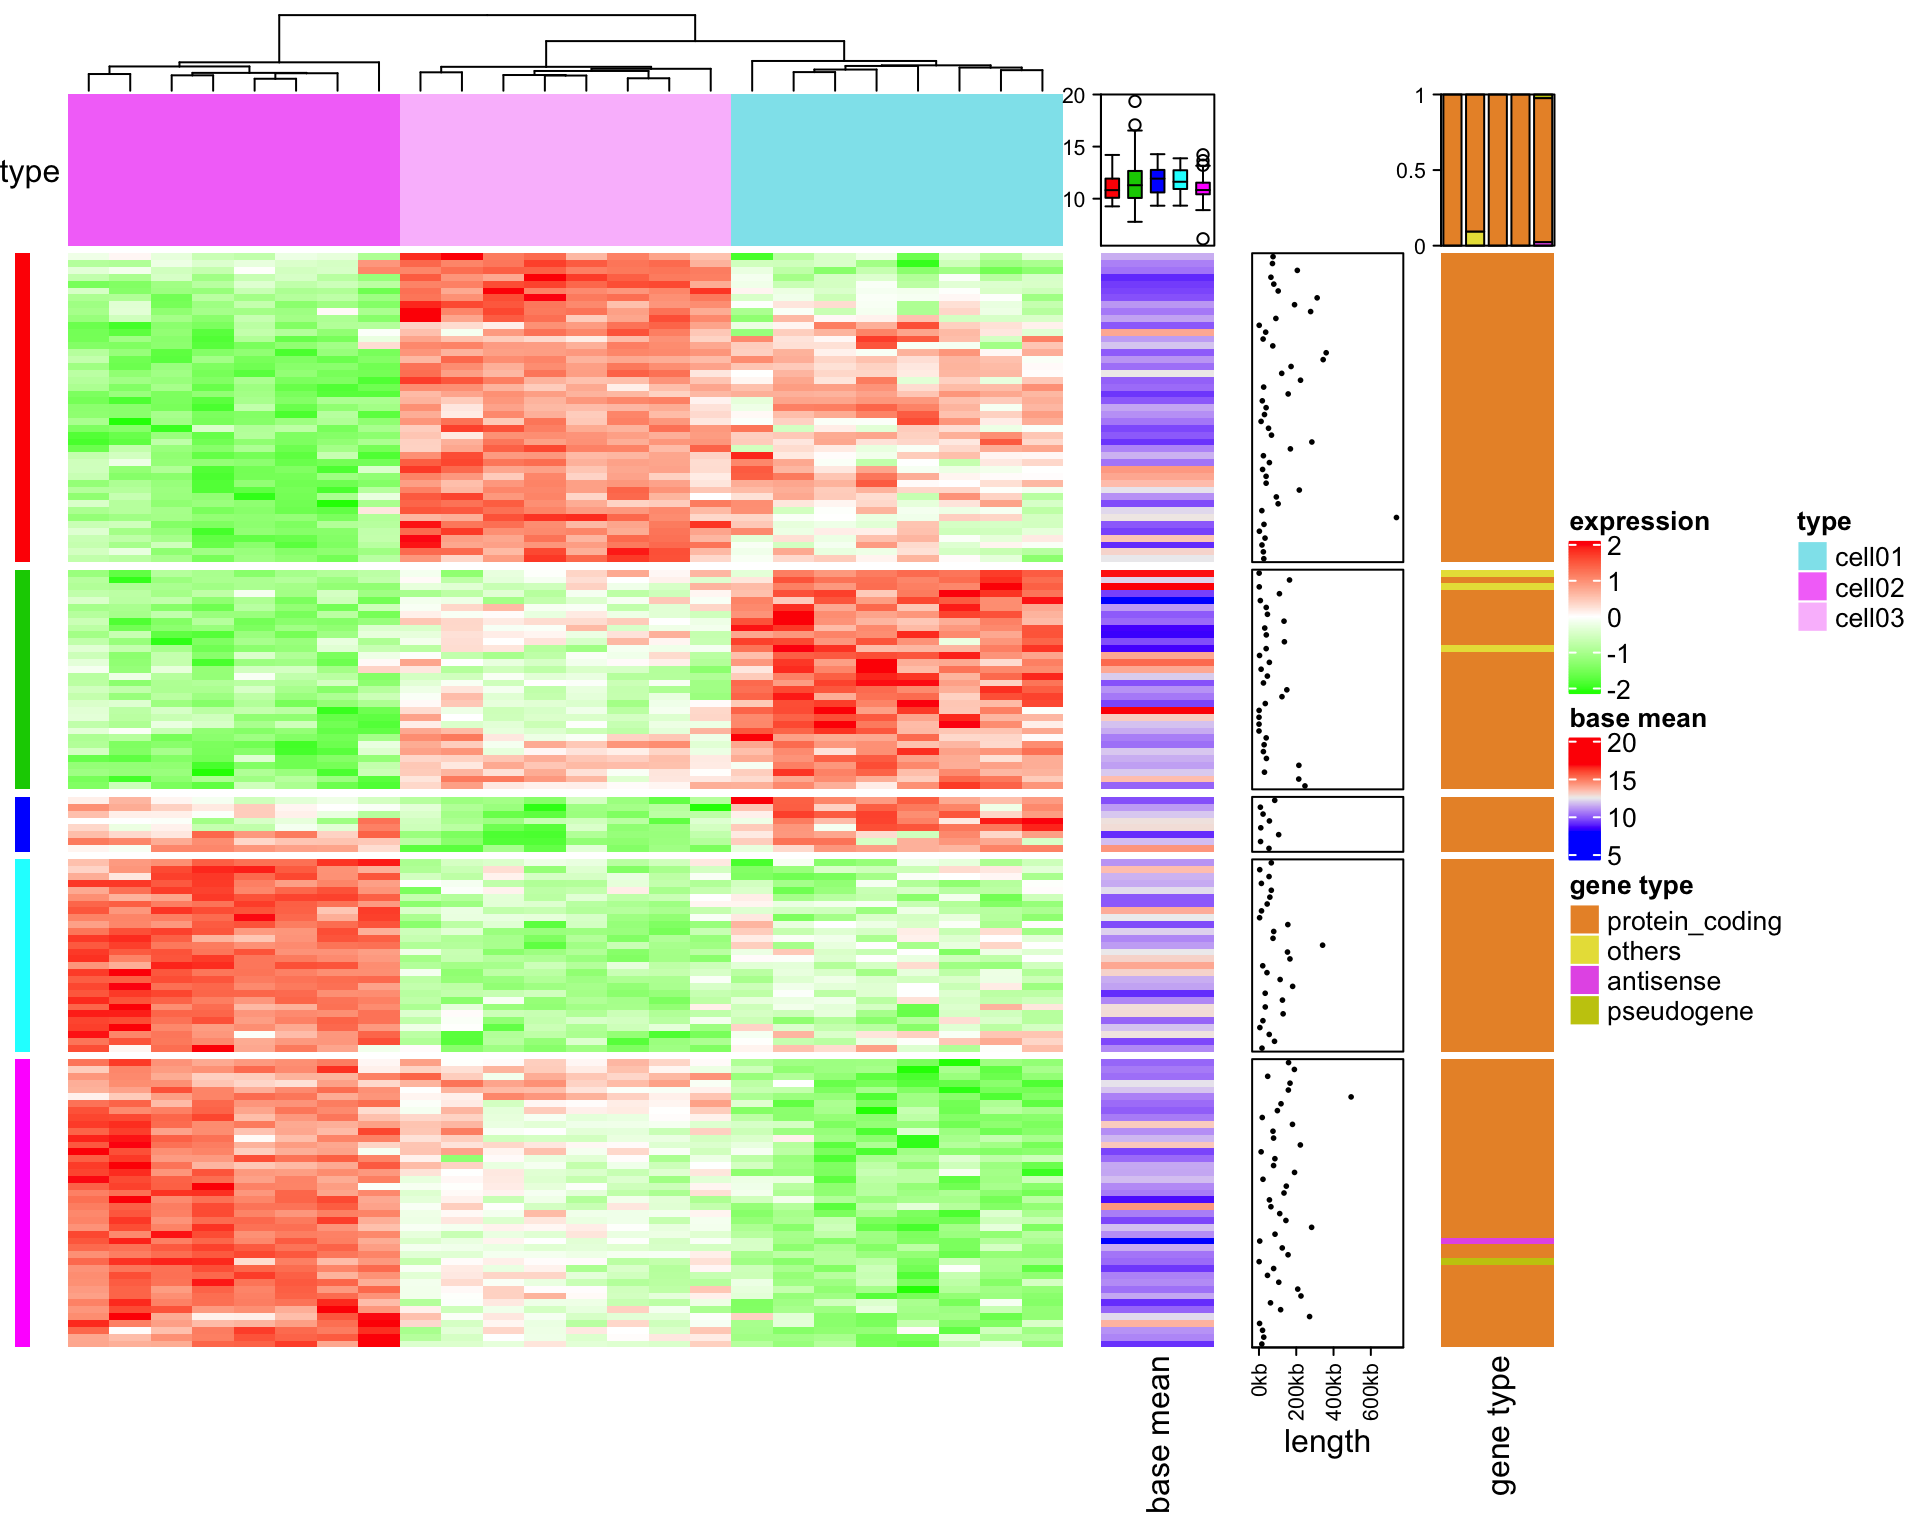 type
20
15
10
1
0.5
0
expression
2
1
0
-1
-2
base mean
20
15
10
5
gene type
protein_coding
others
antisense
pseudogene
type
cell01
cell02
cell03
base mean
0kb
200kb
400kb
600kb
length
gene type